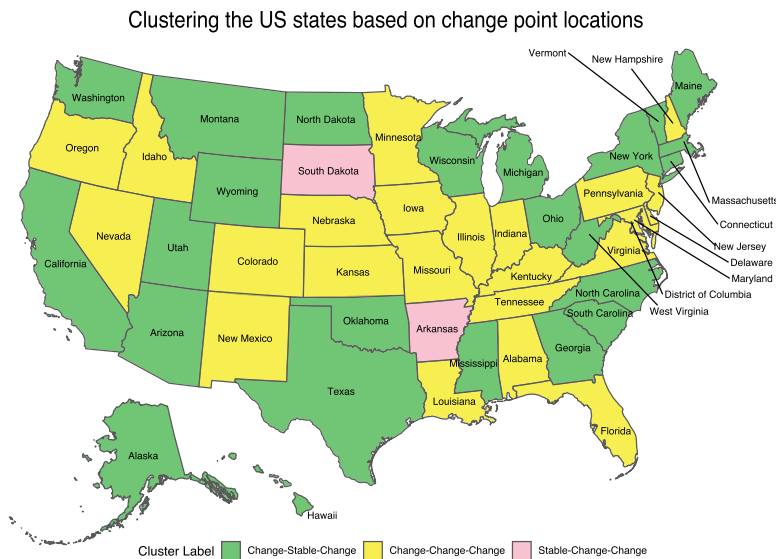 Clustering the US states based on change point locations
Vermont
New Hampshire
Maine
Washington
Montana
North Dakota
Minnesota
Oregon
Idaho
Wisconsin
Michigan
New York
South Dakota
Wyoming
Massachusetts
Pennsylvania
Iowa
Nebraska
Connecticut
Ohio
Nevada
Illinois
Indiana
Utah
New Jersey
Virginia
California
Colorado
Delaware
Kansas
Missouri
Kentucky
Maryland
North Carolina
District of Columbia
Tennessee
West Virginia
South Carolina
Oklahoma
Arkansas
Arizona
New Mexico
Georgia
Alabama
Mississippi
Texas
Louisiana
Florida
Alaska
Hawaii
Cluster Label
Change-Stable-Change
Change-Change-Change
Stable-Change-Change